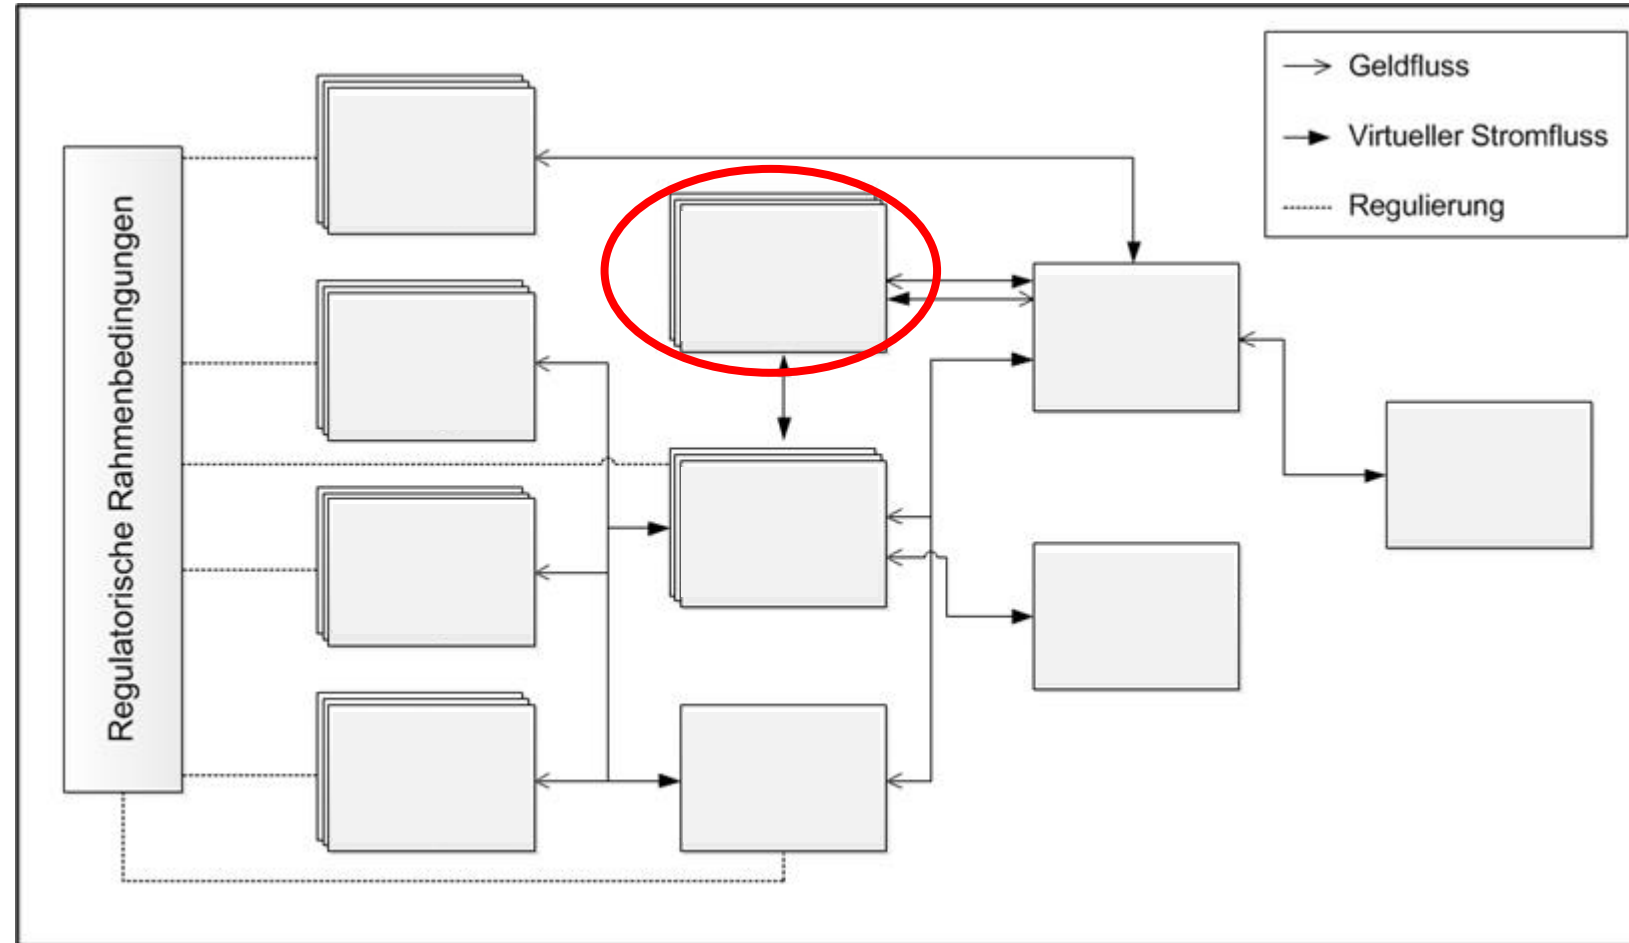 Geldfluss
Virtueller Stromfluss
Regulierung
Regulatorische Rahmenbedingungen